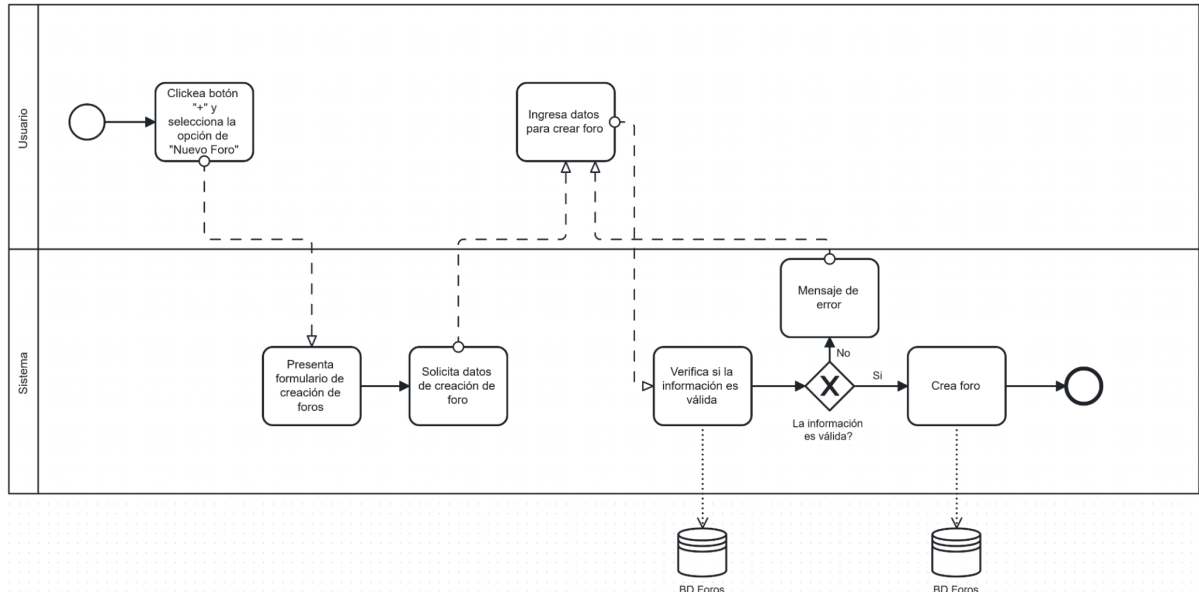 Usuario
Clickea botón
"+" y
selecciona la
opción de
"Nuevo Foro"
Ingresa datos
para crear foro
Sistema
Presenta
formulario de
creación de
foros
Solicita datos
de creación de
foro
Verifica si la
información es
válida
Mensaje de
error
No
Si
La información
es válida?
Crea foro
BD Foros
BD Foros